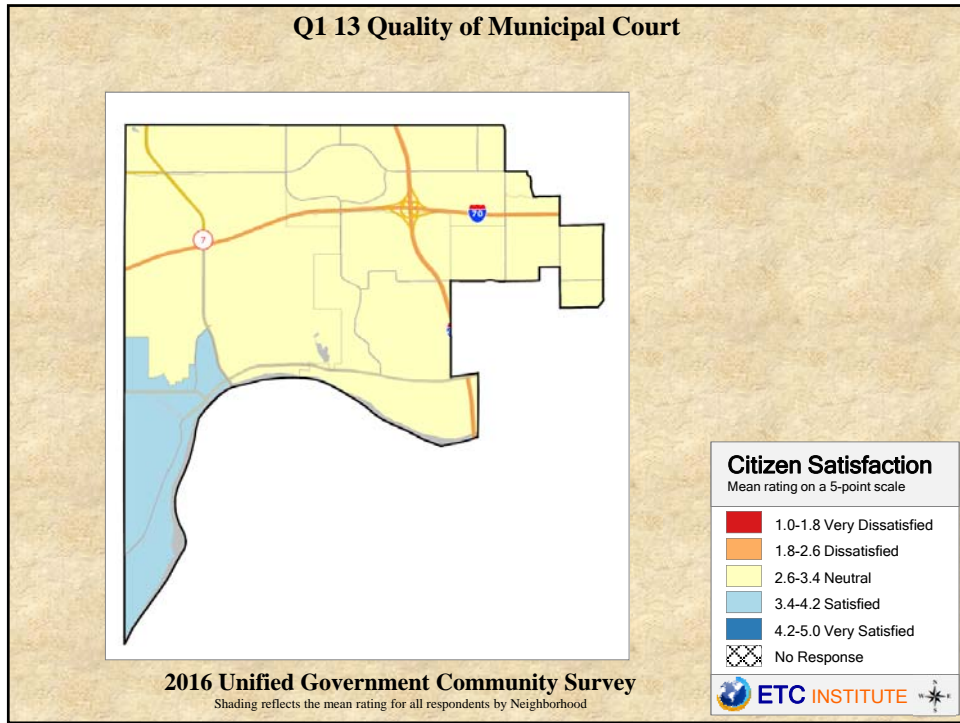 Q1 13 Quality of Municipal Court
70
7
Citizen Satisfaction
Mean rating on a 5-point scale
1.0-1.8 Very Dissatisfied
1.8-2.6 Dissatisfied
2.6-3.4 Neutral
3.4-4.2 Satisfied
4.2-5.0 Very Satisfied
No Response
2016 Unified Government Community Survey
Shading reflects the mean rating for all respondents by Neighborhood
ETC INSTITUTE
N
W E
S